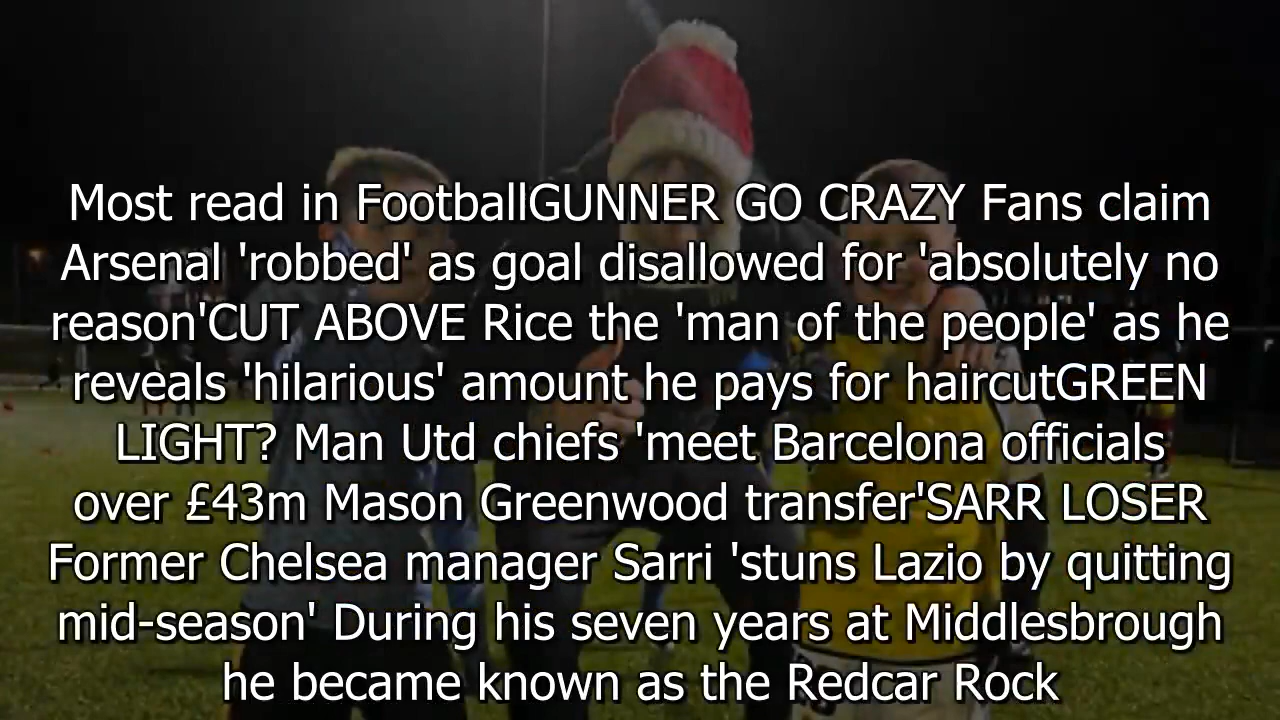 Most read in FootballGUNNER GO CRAZY Fans claim
Arsenal 'robbed' as goal disallowed for 'absolutely no
reason'CUT ABOVE Rice the 'man of the people' as he
reveals 'hilarious' amount he pays for haircutGREEN
LIGHT? Man Utd chiefs 'meet Barcelona officials
over £43m Mason Greenwood transfer'SARR LOSER
Former Chelsea manager Sarri 'stuns Lazio by quitting
mid-season' During his seven years at Middlesbrough
he became known as the Redcar Rock